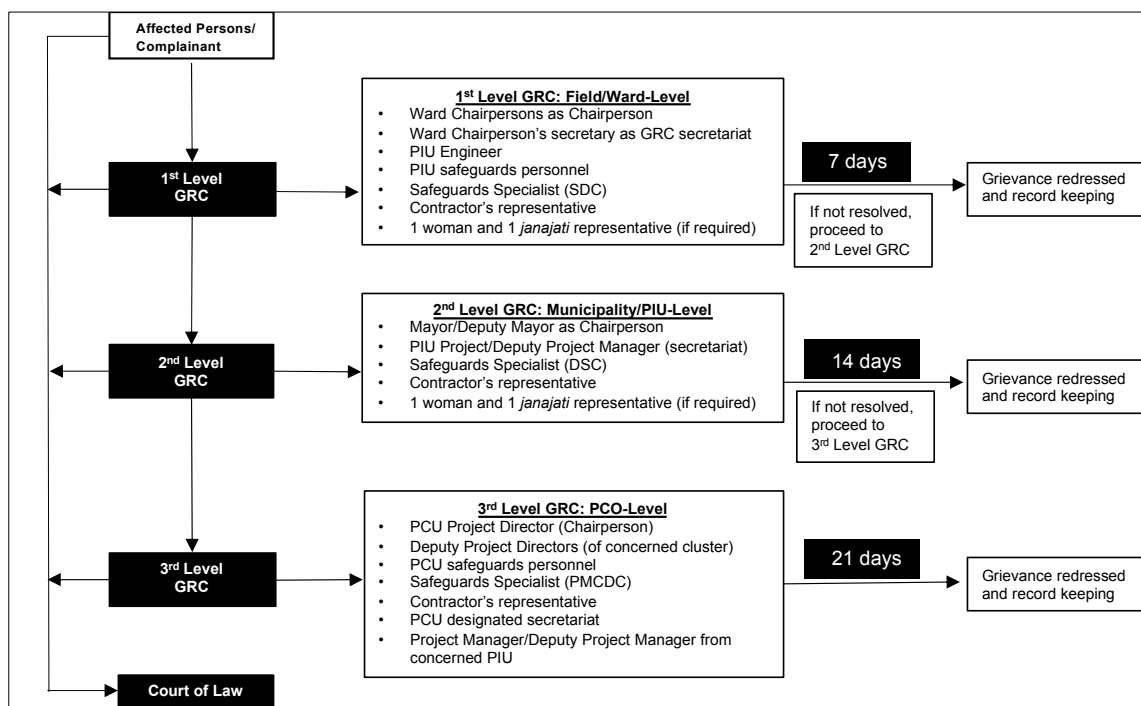 Affected Persons/
Complainant
1st Level GRC: Field/Ward-Level
• Ward Chairpersons as Chairperson
• Ward Chairperson's secretary as GRC secretariat
• PIU Engineer
• PIU safeguards personnel
• Safeguards Specialist (SDC)
• Contractor's representative
• 1 woman and 1 janajati representative (if required)
1st Level
GRC
7 days
If not resolved,
proceed to
2nd Level GRC
Grievance redressed
and record keeping
2nd Level GRC: Municipality/PIU-Level
• Mayor/Deputy Mayor as Chairperson
• PIU Project/Deputy Project Manager (secretariat)
• Safeguards Specialist (DSC)
• Contractor's representative
• 1 woman and 1 janajati representative (if required)
2nd Level
GRC
14 days
If not resolved,
proceed to
3rd Level GRC
Grievance redressed
and record keeping
3rd Level GRC: PCO-Level
• PCU Project Director (Chairperson)
• Deputy Project Directors (of concerned cluster)
• PCU safeguards personnel
• Safeguards Specialist (PMCDC)
• Contractor's representative
• PCU designated secretariat
• Project Manager/Deputy Project Manager from
concerned PIU
3rd Level
GRC
21 days
Grievance redressed
and record keeping
Court of Law